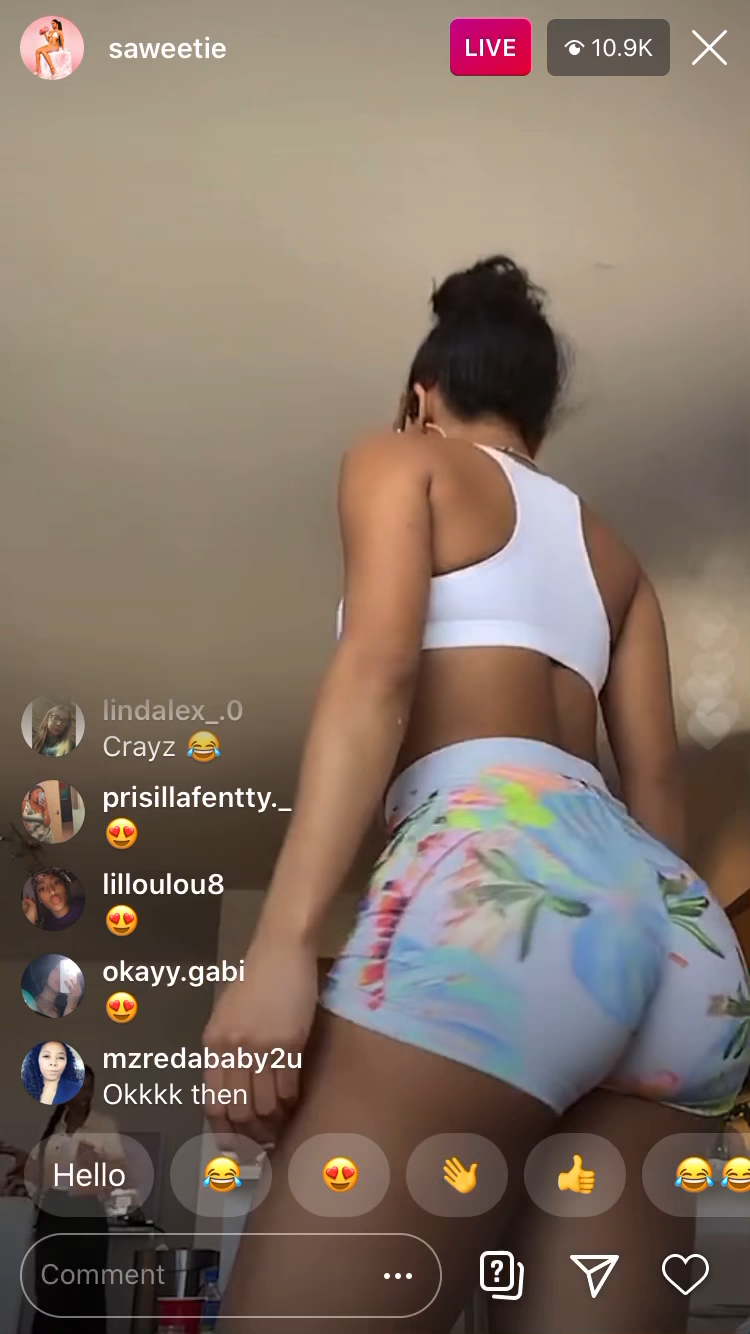 saweetie
LIVE
10.9K
lindalex_.0
Crayz 😂
prisillafentty._
😍
lilloulou8
😍
okayy.gabi
😍
mzredababy2u
Okkkk then
Hello
😂
😍
👋
👍
😂😂
Comment